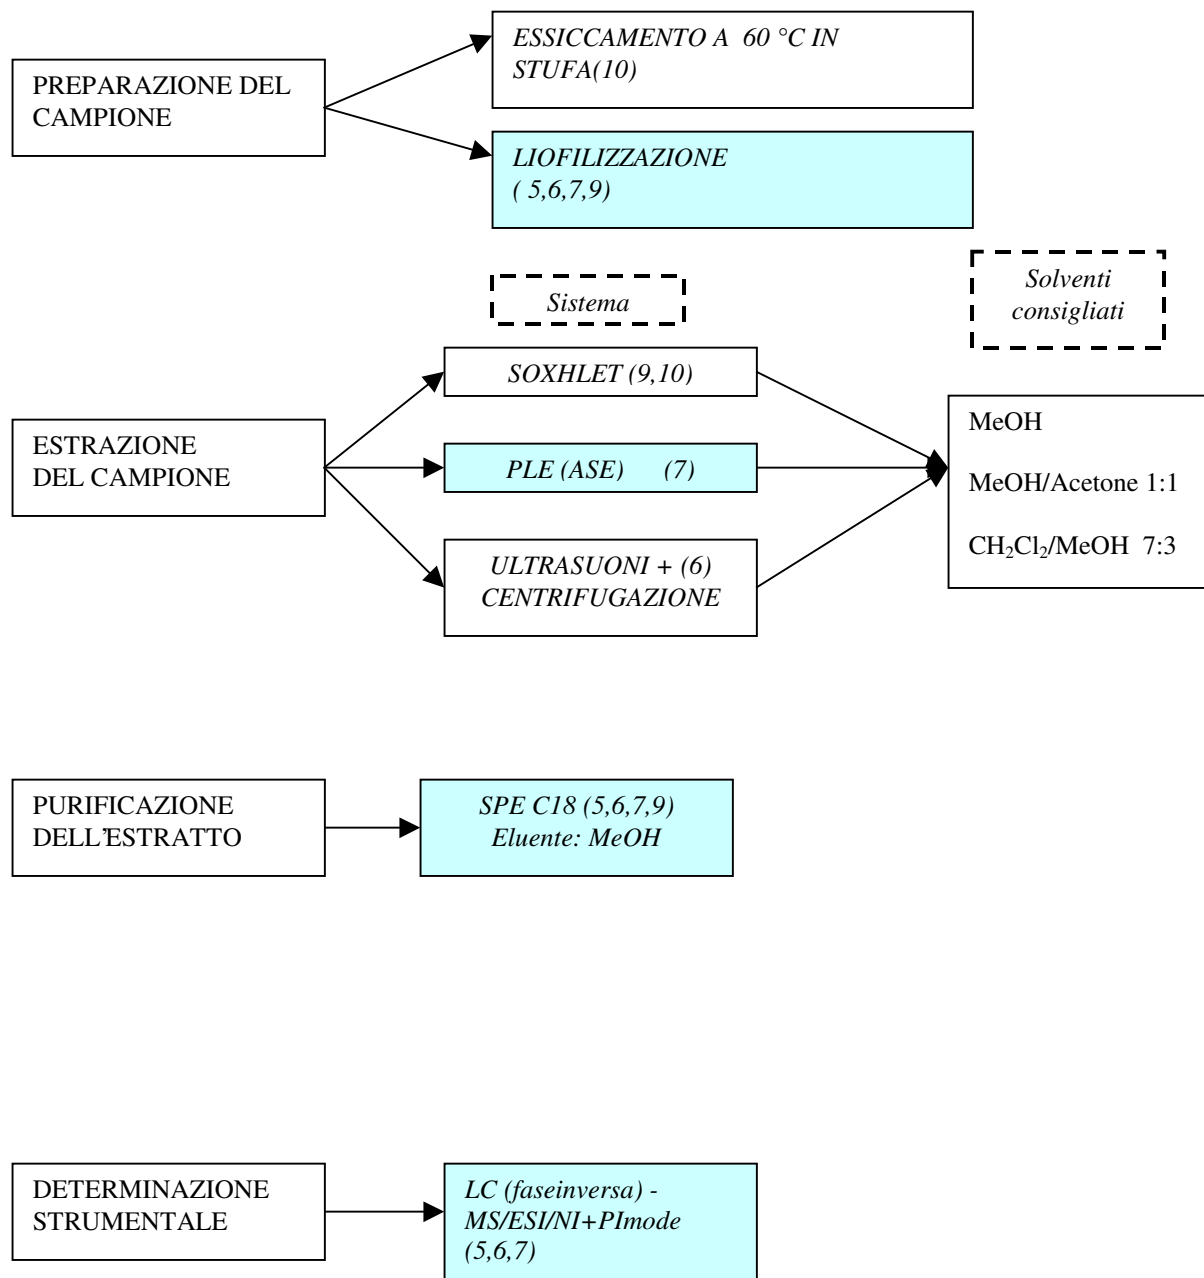 PREPARAZIONE DEL
CAMPIONE
ESSICCAMENTO A 60 °C IN
STUFA(10)
LIOFILIZZAZIONE
( 5,6,7,9)
Sistema
Solventi
consigliati
ESTRAZIONE
DEL CAMPIONE
SOXHLET (9,10)
PLE (ASE) (7)
ULTRASUONI + (6)
CENTRIFUGAZIONE
MeOH
MeOH/Acetone 1:1
CH₂Cl₂/MeOH 7:3
PURIFICAZIONE
DELL'ESTRATTO
SPE C18 (5,6,7,9)
Eluente: MeOH
DETERMINAZIONE
STRUMENTALE
LC (faseinversa) -
MS/ESI/NI+PImode
(5,6,7)